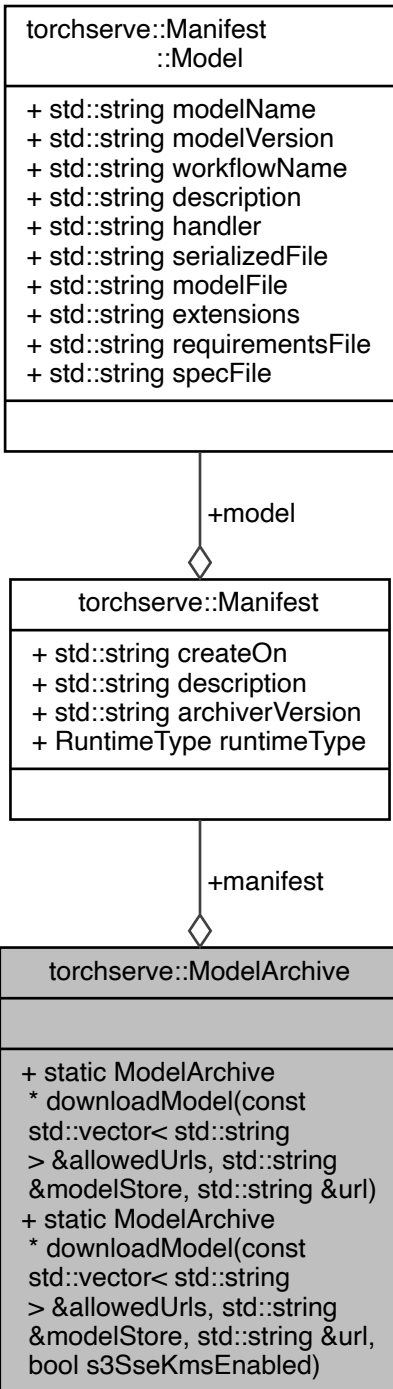 torchserve::Manifest
::Model
+ std::string modelName
+ std::string modelVersion
+ std::string workflowName
+ std::string description
+ std::string handler
+ std::string serializedFile
+ std::string modelFile
+ std::string extensions
+ std::string requirementsFile
+ std::string specFile
+model
torchserve::Manifest
+ std::string createOn
+ std::string description
+ std::string archiverVersion
+ RuntimeType runtimeType
+manifest
torchserve::ModelArchive
+ static ModelArchive
* downloadModel(const
std::vector< std::string
> &allowedUrls, std::string
&modelStore, std::string &url)
+ static ModelArchive
* downloadModel(const
std::vector< std::string
> &allowedUrls, std::string
&modelStore, std::string &url,
bool s3SseKmsEnabled)